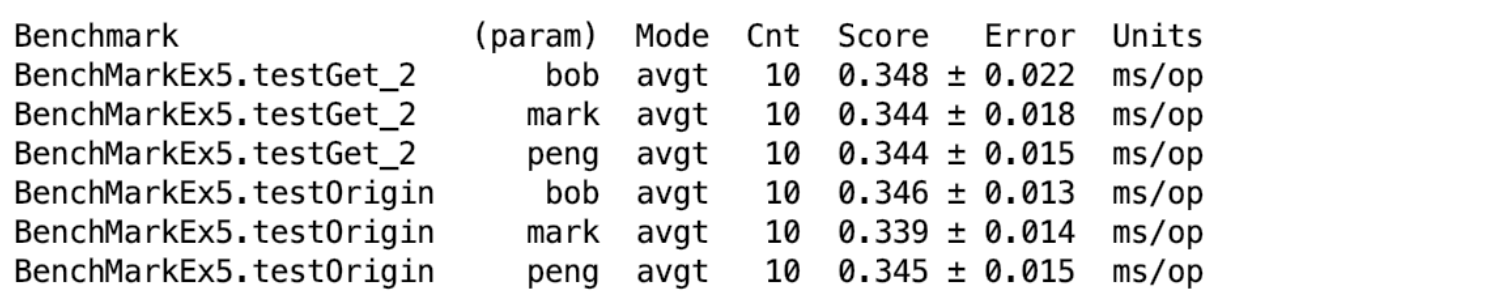 Benchmark (param) Mode Cnt Score Error Units
BenchMarkEx5.testGet_2 bob avgt 10 0.348 ± 0.022 ms/op
BenchMarkEx5.testGet_2 mark avgt 10 0.344 ± 0.018 ms/op
BenchMarkEx5.testGet_2 peng avgt 10 0.344 ± 0.015 ms/op
BenchMarkEx5.testOrigin bob avgt 10 0.346 ± 0.013 ms/op
BenchMarkEx5.testOrigin mark avgt 10 0.339 ± 0.014 ms/op
BenchMarkEx5.testOrigin peng avgt 10 0.345 ± 0.015 ms/op